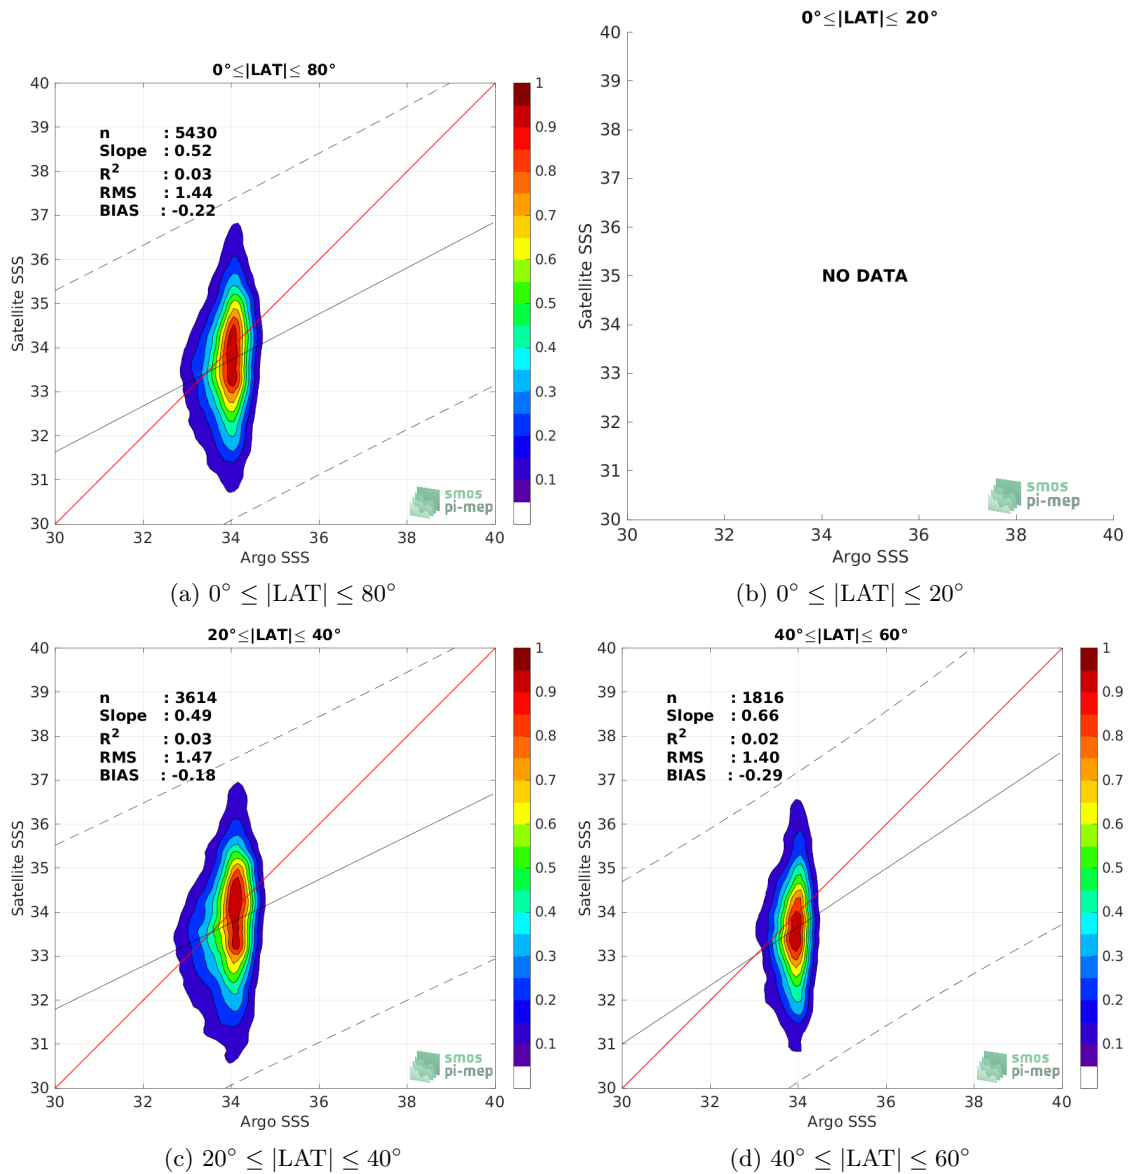 0°≤|LAT|≤ 80°
40
39
38
37
36
35
34
33
32
31
30
Satellite SSS
n : 5430
Slope : 0.52
R² : 0.03
RMS : 1.44
BIAS : -0.22
smos
pi-mep
30 32 34 36 38 40
Argo SSS
1
0.9
0.8
0.7
0.6
0.5
0.4
0.3
0.2
0.1
(a) 0° ≤ |LAT| ≤ 80°
0°≤|LAT|≤ 20°
40
39
38
37
36
35
34
33
32
31
30
Satellite SSS
NO DATA
smos
pi-mep
30 32 34 36 38 40
Argo SSS
(b) 0° ≤ |LAT| ≤ 20°
20°≤|LAT|≤ 40°
40
39
38
37
36
35
34
33
32
31
30
Satellite SSS
n : 3614
Slope : 0.49
R² : 0.03
RMS : 1.47
BIAS : -0.18
smos
pi-mep
30 32 34 36 38 40
Argo SSS
1
0.9
0.8
0.7
0.6
0.5
0.4
0.3
0.2
0.1
(c) 20° ≤ |LAT| ≤ 40°
40°≤|LAT|≤ 60°
40
39
38
37
36
35
34
33
32
31
30
Satellite SSS
n : 1816
Slope : 0.66
R² : 0.02
RMS : 1.40
BIAS : -0.29
smos
pi-mep
30 32 34 36 38 40
Argo SSS
1
0.9
0.8
0.7
0.6
0.5
0.4
0.3
0.2
0.1
(d) 40° ≤ |LAT| ≤ 60°